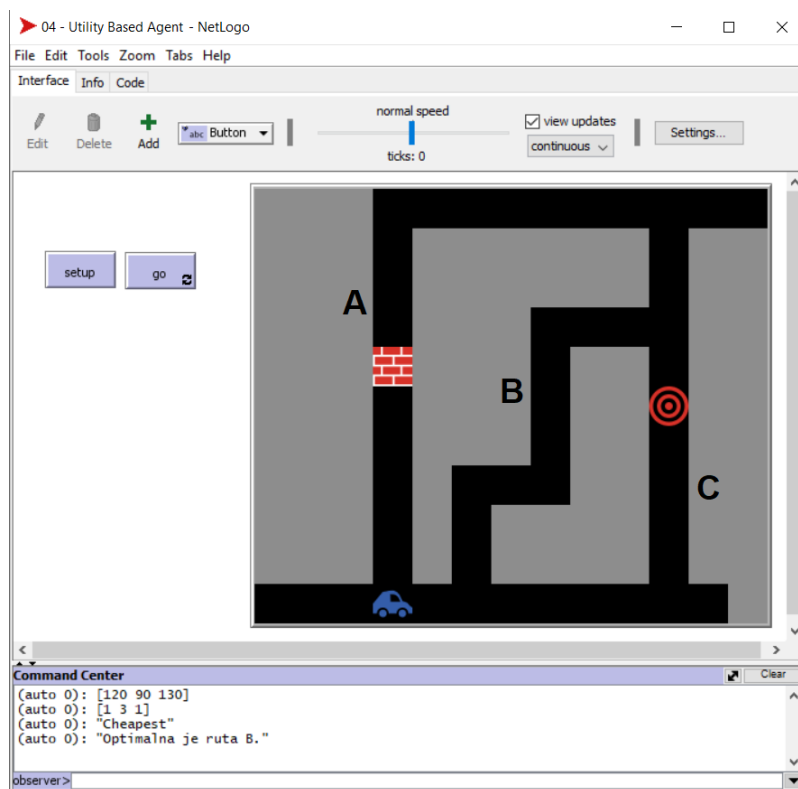 04 - Utility Based Agent - NetLogo
File Edit Tools Zoom Tabs Help
Interface Info Code
Edit Delete Add abc Button
normal speed
ticks: 0
view updates
continuous
Settings...
setup go
A
B
C
Command Center Clear
(auto 0): [120 90 130]
(auto 0): [1 3 1]
(auto 0): "Cheapest"
(auto 0): "Optimalna je ruta B."
observer>